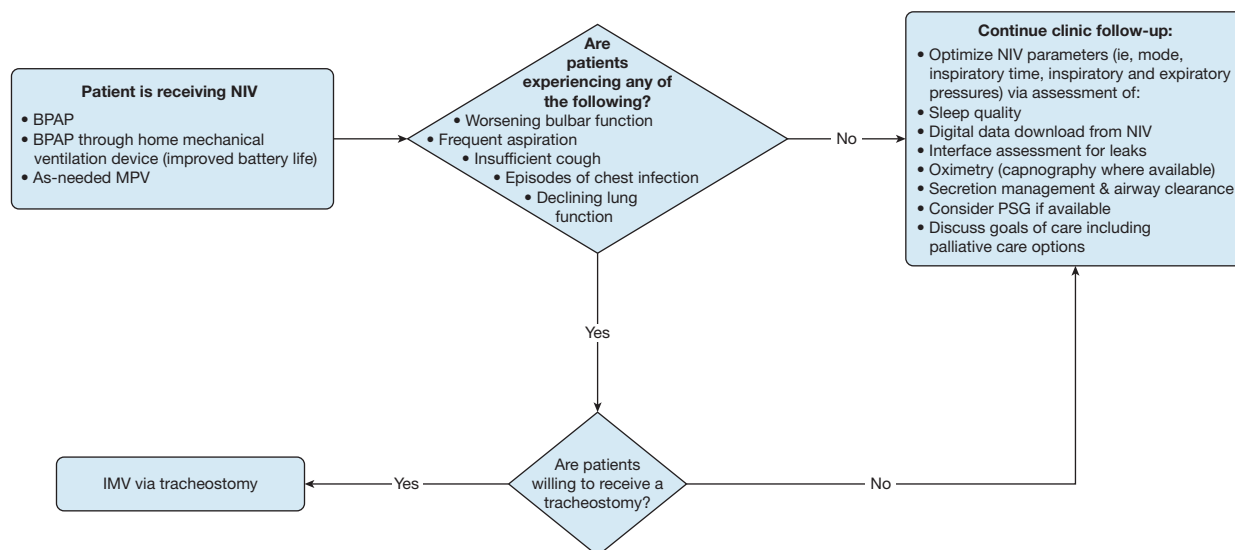 Patient is receiving NIV
• BPAP
• BPAP through home mechanical
ventilation device (improved battery life)
• As-needed MPV
Are
patients
experiencing any
of the following?
• Worsening bulbar function
• Frequent aspiration
• Insufficient cough
• Episodes of chest infection
• Declining lung
function
No
Continue clinic follow-up:
• Optimize NIV parameters (ie, mode,
inspiratory time, inspiratory and expiratory
pressures) via assessment of:
• Sleep quality
• Digital data download from NIV
• Interface assessment for leaks
• Oximetry (capnography where available)
• Secretion management & airway clearance
• Consider PSG if available
• Discuss goals of care including
palliative care options
Yes
Are patients
willing to receive a
tracheostomy?
Yes
IMV via tracheostomy
No